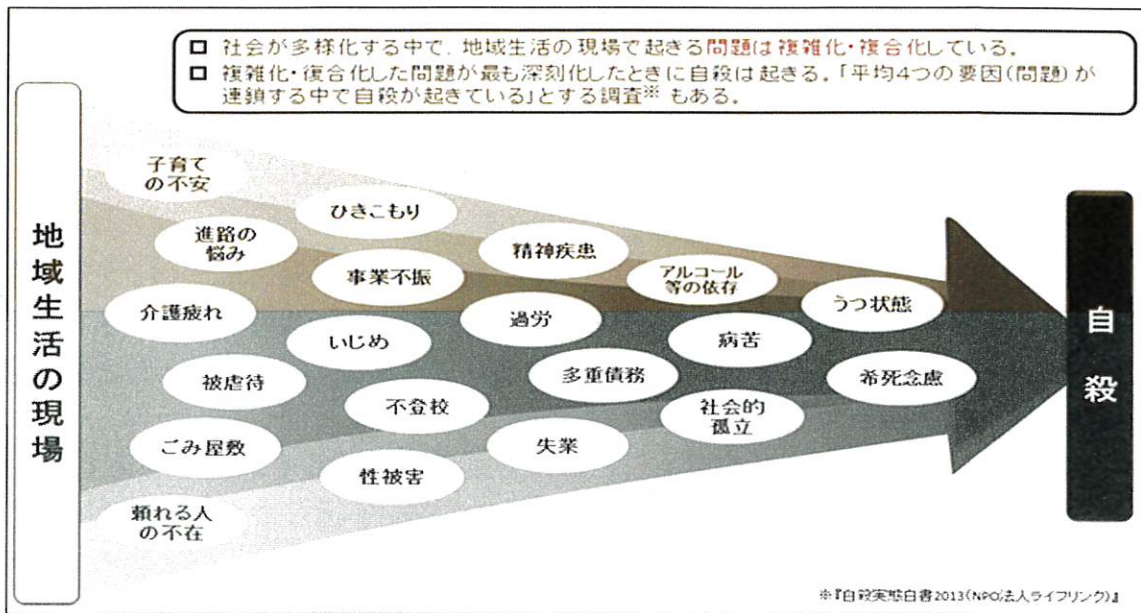 □ 社会が多様化する中で、地域生活の現場で起きる問題は複雑化・複合化している。
□ 複雑化・復合化した問題が最も深刻化したときに自殺は起きる。「平均4つの要因(問題)が
連鎖する中で自殺が起きている」とする調査※ もある。
地域生活の現場
子育て
の不安
ひきこもり
進路の
悩み
精神疾患
事業不振
アルコール
等の依存
うつ状態
介護疲れ
過労
いじめ
病苦
被虐待
多重債務
希死念慮
不登校
社会的
孤立
ごみ屋敷
失業
性被害
頼れる人
の不在
自殺
※『自殺実態白書2013(NPO法人ライフリンク)』